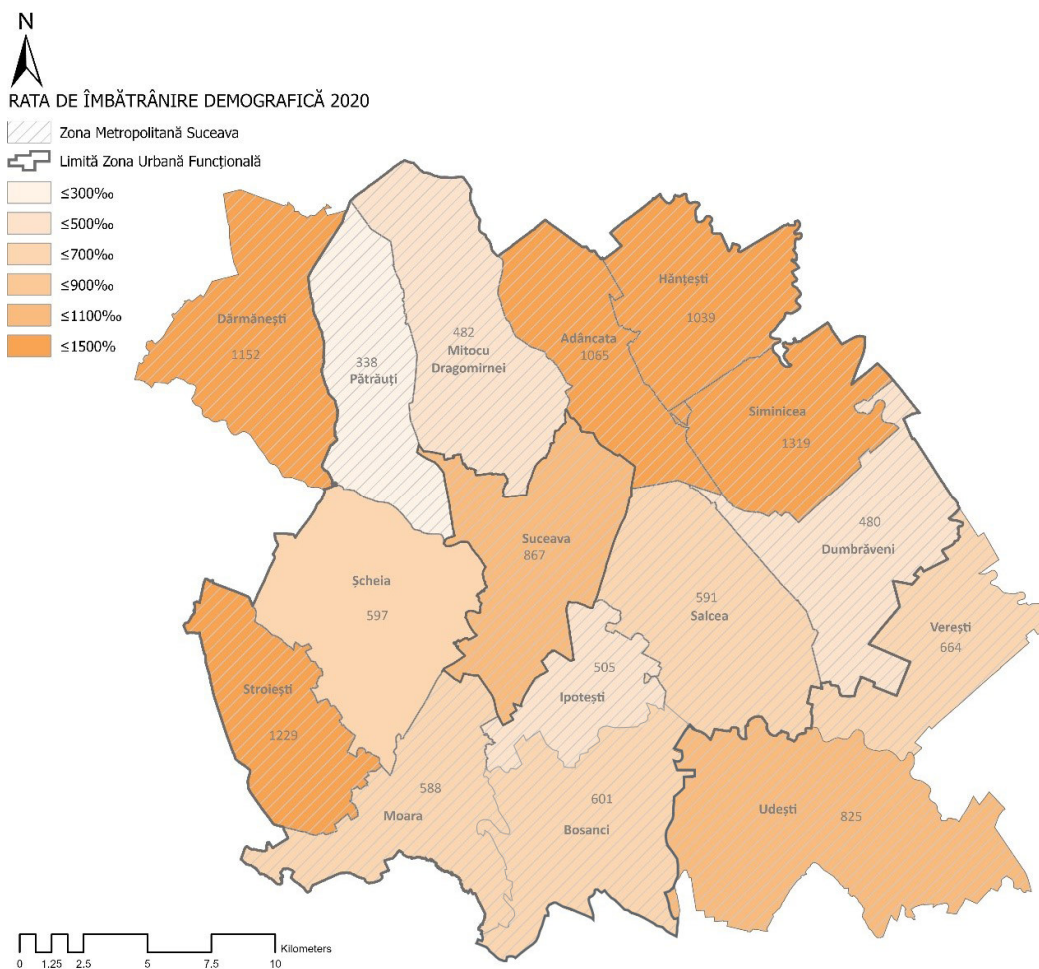 N
RATA DE ÎMBĂTRÂNIRE DEMOGRAFICĂ 2020
Zona Metropolitană Suceava
Limită Zona Urbană Funcțională
≤300‰
≤500‰
≤700‰
≤900‰
≤1100‰
≤1500%
Hănțești
1039
Dărmănești
1152
482
Mitocu
Dragomirnei
Adâncata
1065
338
Pătrăuți
Siminicea
1319
480
Dumbrăveni
Suceava
867
Șcheia
597
591
Salcea
Verești
664
505
Ipotești
Stroiești
1229
588
Moara
601
Bosanci
Udești
825
Kilometers
0 1.25 2.5 5 7.5 10